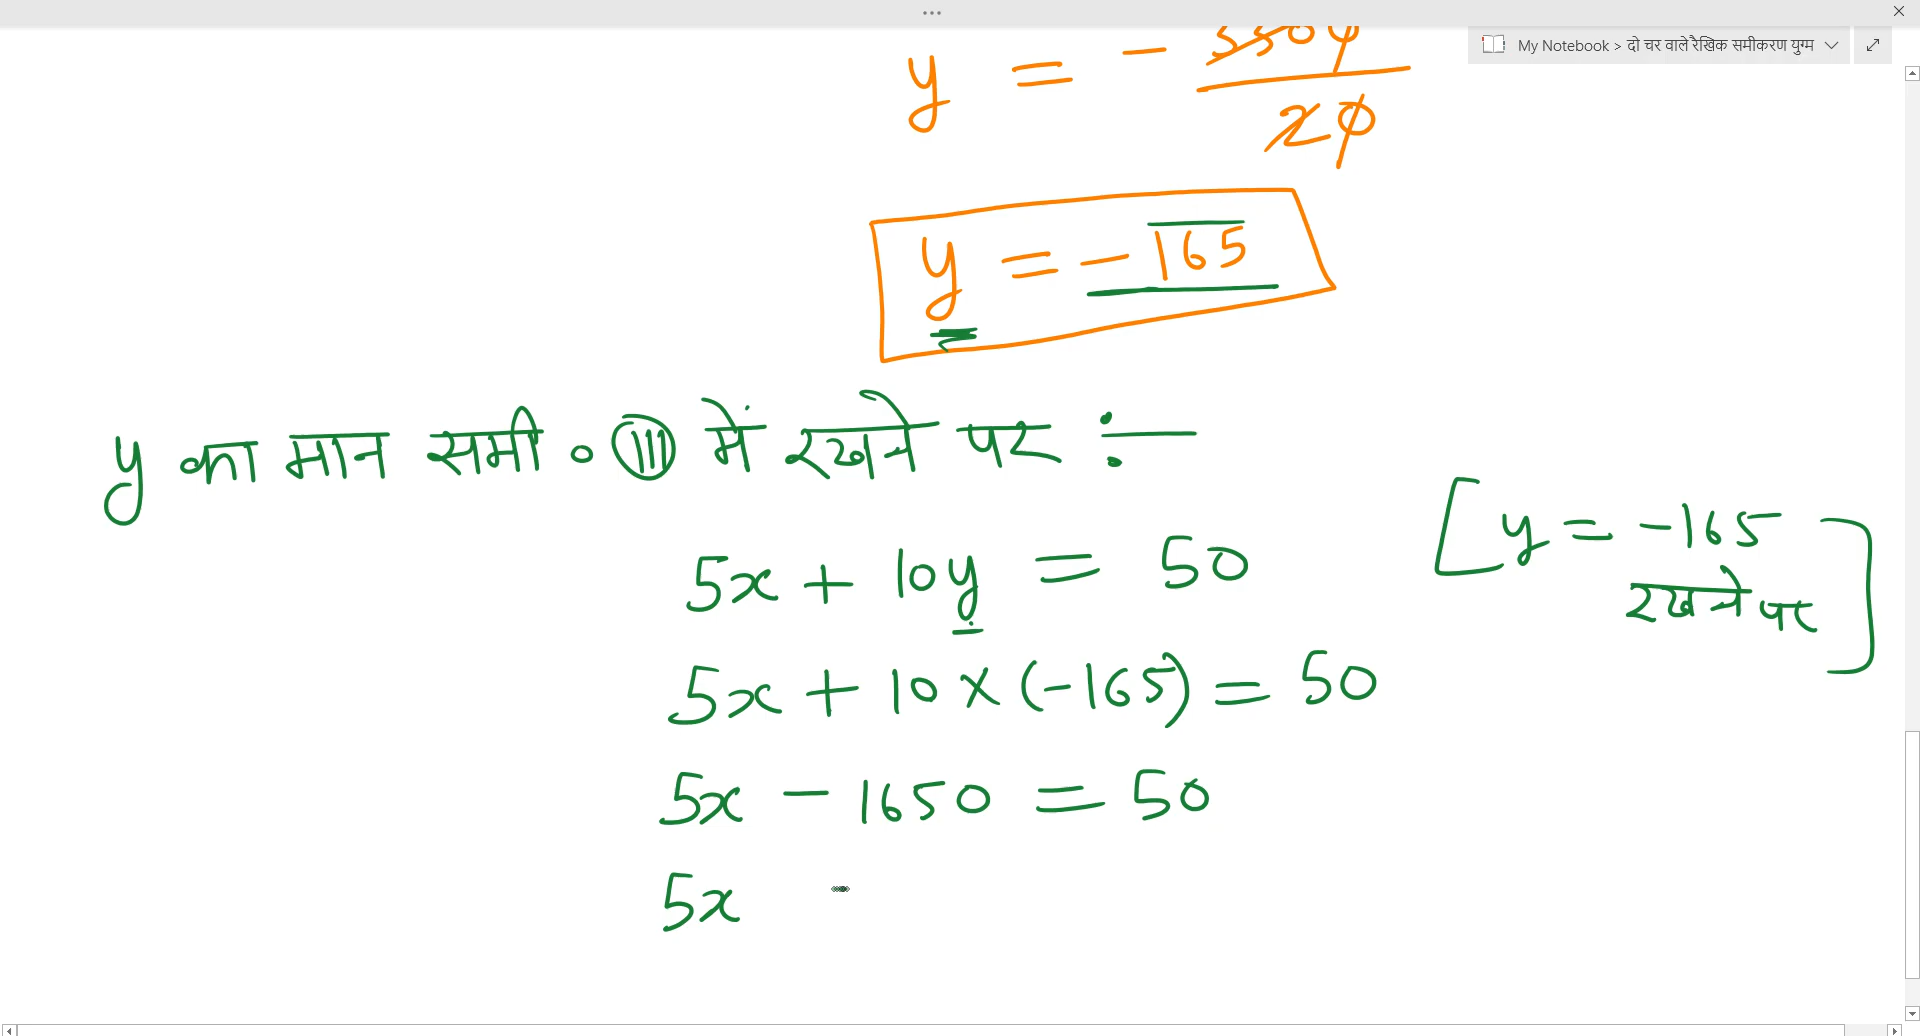 My Notebook > दो चर वाले रैखिक समीकरण युग्म
y = -
20
y = -165
y का मान समी० (III) में रखने पर :-
[y = -165
रखने पर]
5x + 10y = 50
5x + 10 × (-165) = 50
5x - 1650 = 50
5x